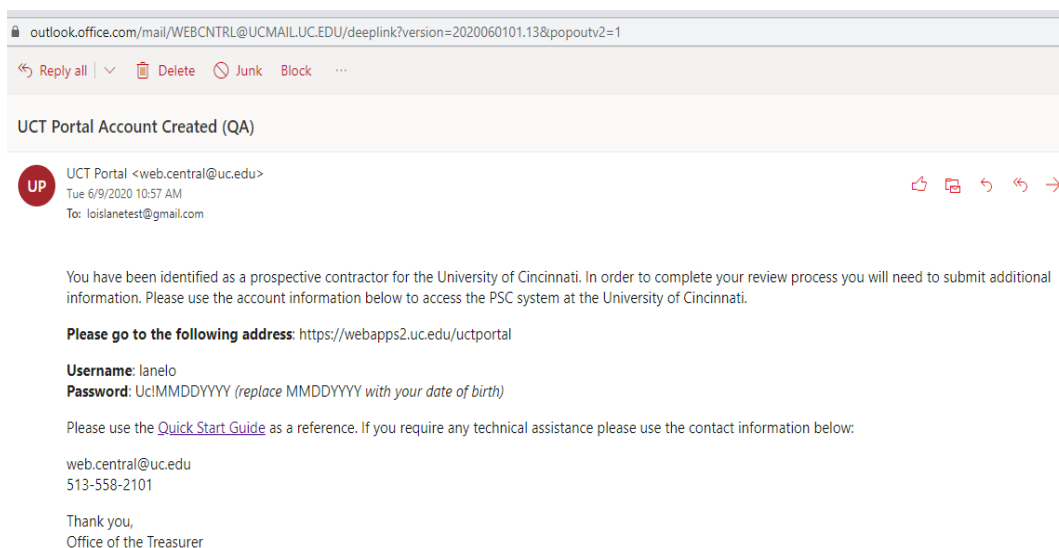 outlook.office.com/mail/WEBCNTRL@UCMAIL.UC.EDU/deeplink?version=2020060101.13&popoutv2=1
Reply all Delete Junk Block ...
UCT Portal Account Created (QA)
UP
UCT Portal <web.central@uc.edu>
Tue 6/9/2020 10:57 AM
To: loislanetest@gmail.com
You have been identified as a prospective contractor for the University of Cincinnati. In order to complete your review process you will need to submit additional
information. Please use the account information below to access the PSC system at the University of Cincinnati.
Please go to the following address: https://webapps2.uc.edu/uctportal
Username: lanelo
Password: Uc!MMDDYYYY (replace MMDDYYYY with your date of birth)
Please use the Quick Start Guide as a reference. If you require any technical assistance please use the contact information below:
web.central@uc.edu
513-558-2101
Thank you,
Office of the Treasurer